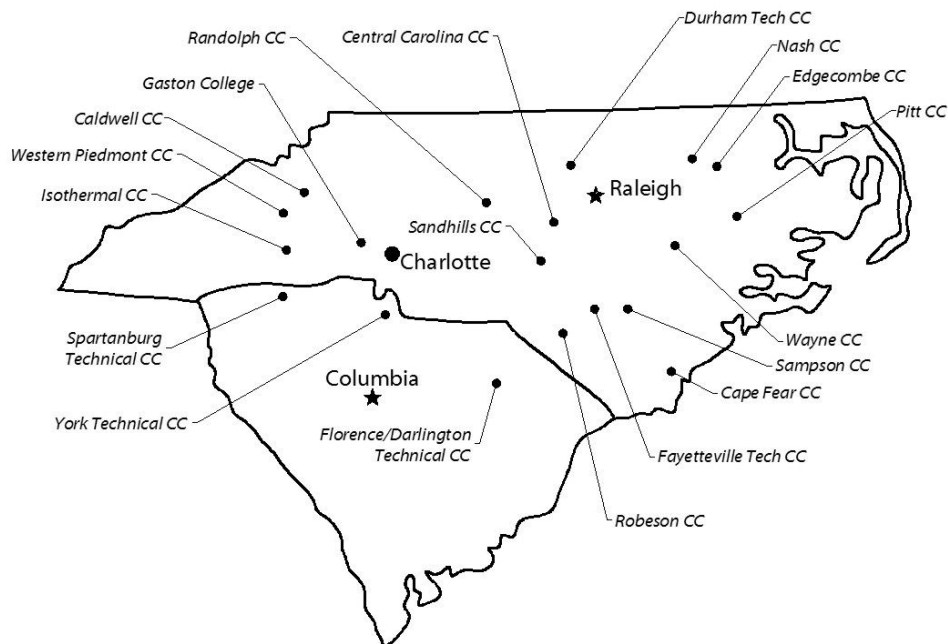 Durham Tech CC
Randolph CC
Central Carolina CC
Nash CC
Gaston College
Edgecombe CC
Pitt CC
Caldwell CC
Western Piedmont CC
Isothermal CC
Raleigh
Sandhills CC
Charlotte
Spartanburg
Technical CC
Wayne CC
Sampson CC
Columbia
Cape Fear CC
York Technical CC
Florence/Darlington
Technical CC
Fayetteville Tech CC
Robeson CC